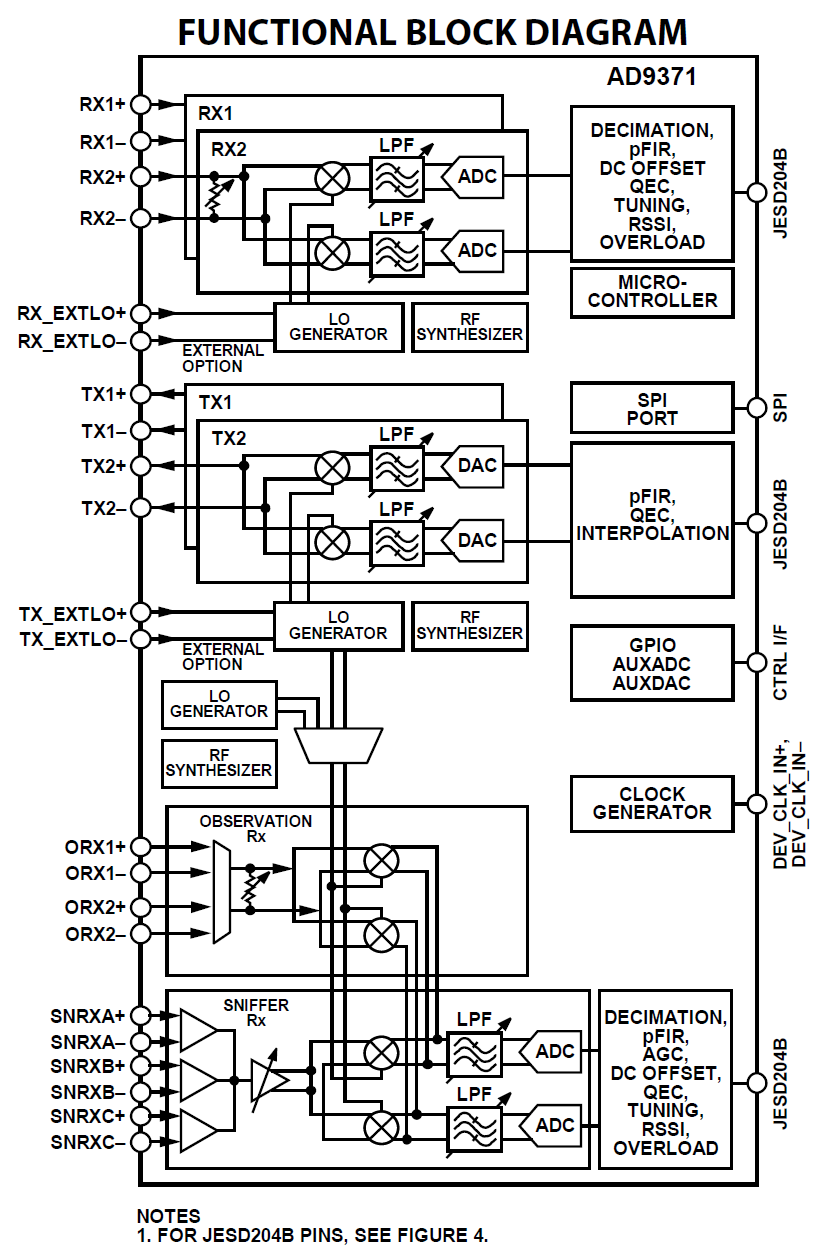 FUNCTIONAL BLOCK DIAGRAM
AD9371
RX1+
RX1–
RX2+
RX2–
RX1
RX2
LPF
ADC
LPF
ADC
DECIMATION,
pFIR,
DC OFFSET
QEC,
TUNING,
RSSI,
OVERLOAD
JESD204B
MICRO-
CONTROLLER
RX_EXTLO+
RX_EXTLO–
EXTERNAL
OPTION
LO
GENERATOR
RF
SYNTHESIZER
TX1+
TX1–
TX2+
TX2–
TX1
TX2
LPF
DAC
LPF
DAC
SPI
PORT
SPI
pFIR,
QEC,
INTERPOLATION
JESD204B
TX_EXTLO+
TX_EXTLO–
EXTERNAL
OPTION
LO
GENERATOR
RF
SYNTHESIZER
GPIO
AUXADC
AUXDAC
CTRL I/F
LO
GENERATOR
RF
SYNTHESIZER
CLOCK
GENERATOR
DEV_CLK_IN+,
DEV_CLK_IN–
ORX1+
ORX1–
ORX2+
ORX2–
OBSERVATION
Rx
SNRXA+
SNRXA–
SNRXB+
SNRXB–
SNRXC+
SNRXC–
SNIFFER
Rx
LPF
ADC
LPF
ADC
DECIMATION,
pFIR,
AGC,
DC OFFSET,
QEC,
TUNING,
RSSI,
OVERLOAD
JESD204B
NOTES
1. FOR JESD204B PINS, SEE FIGURE 4.